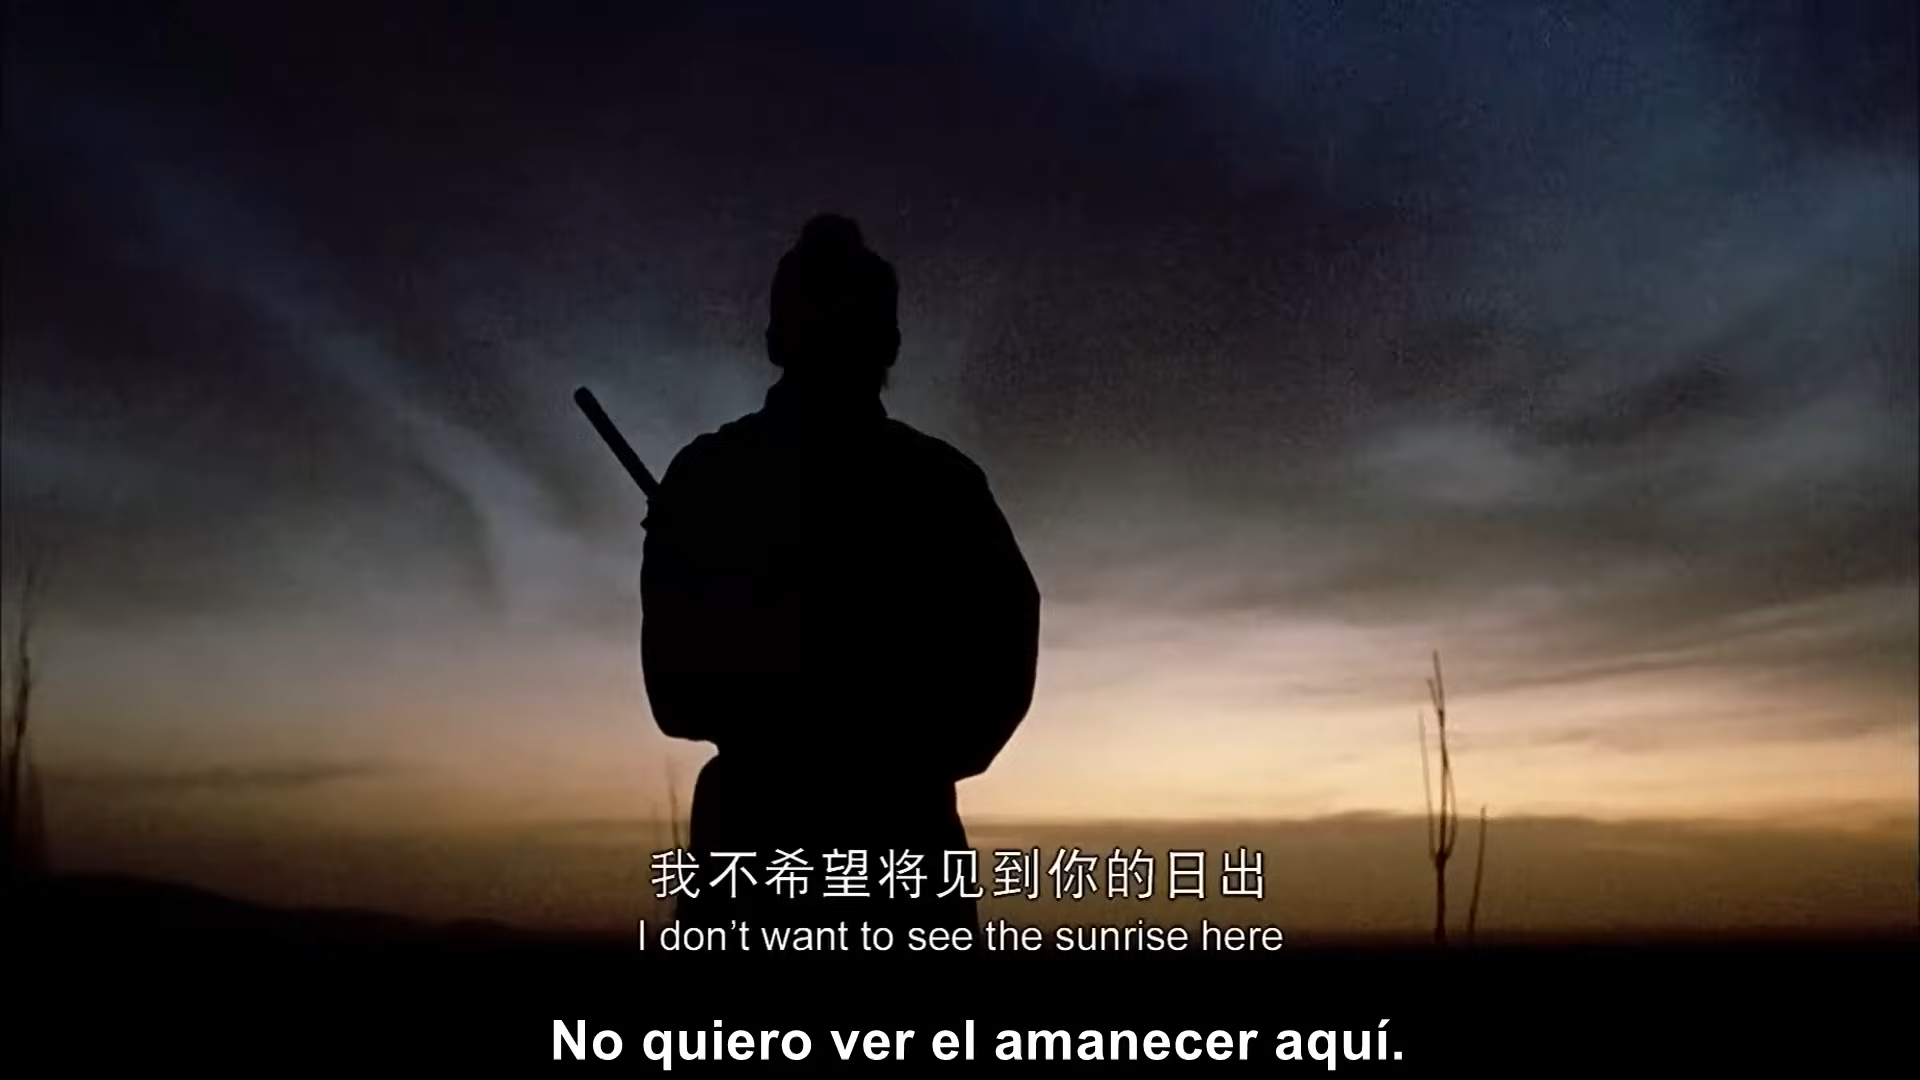 我不希望将见到你的日出
I don't want to see the sunrise here
No quiero ver el amanecer aquí.